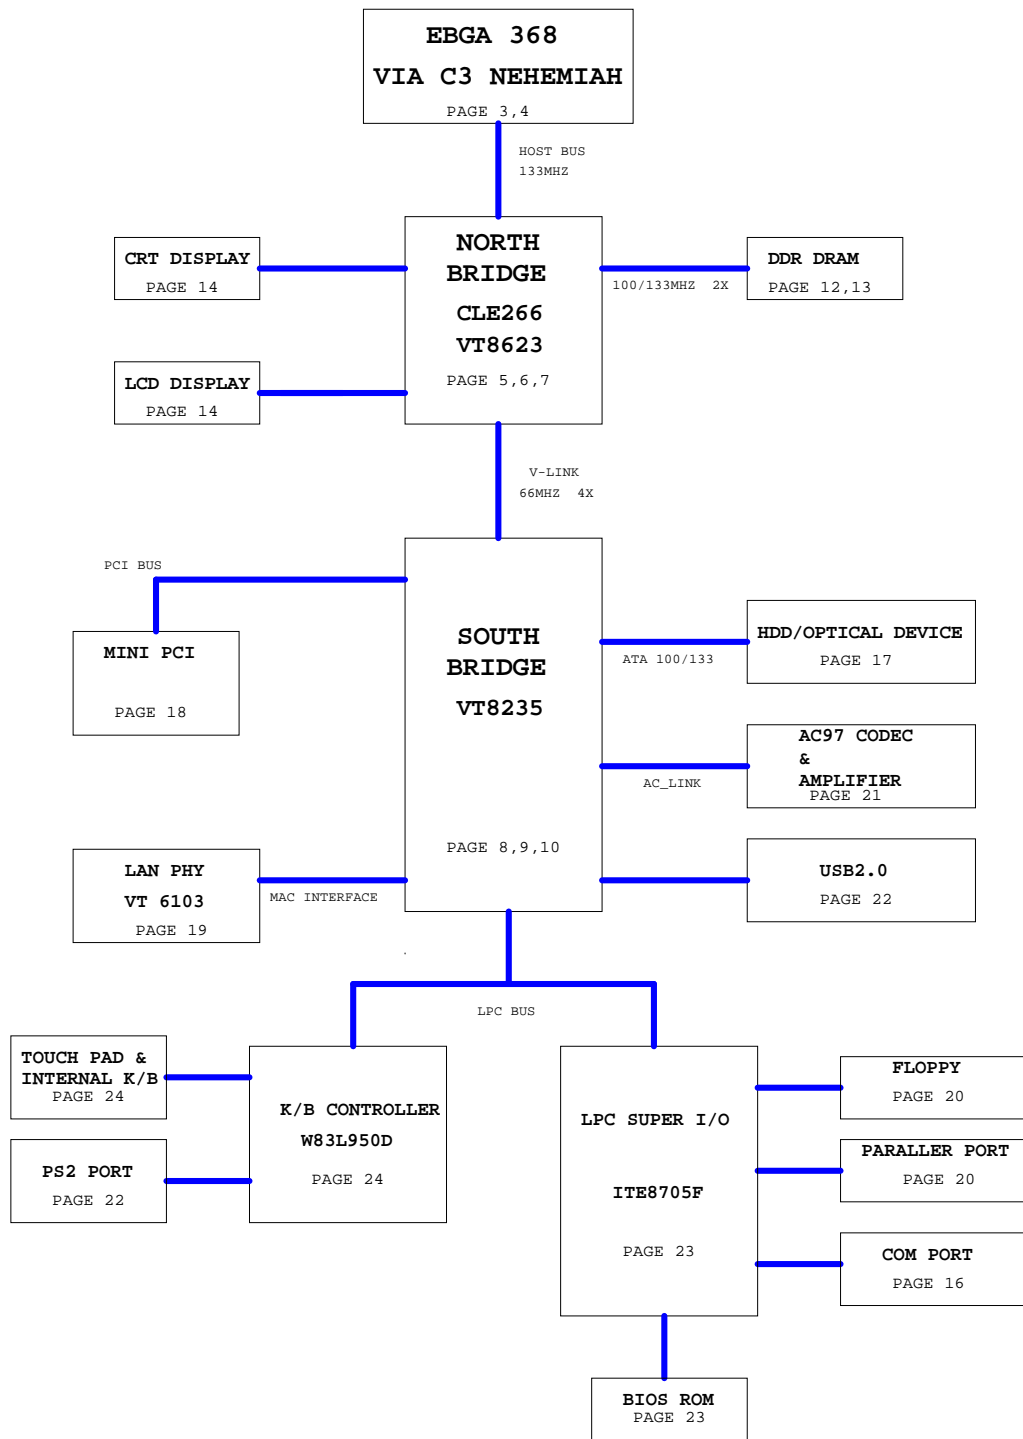 EBGA 368
VIA C3 NEHEMIAH
PAGE 3,4
HOST BUS
133MHZ
CRT DISPLAY
PAGE 14
NORTH
BRIDGE
CLE266
VT8623
PAGE 5,6,7
100/133MHZ 2X
DDR DRAM
PAGE 12,13
LCD DISPLAY
PAGE 14
V-LINK
66MHZ 4X
PCI BUS
MINI PCI
PAGE 18
SOUTH
BRIDGE
VT8235
PAGE 8,9,10
ATA 100/133
HDD/OPTICAL DEVICE
PAGE 17
AC_LINK
AC97 CODEC
&
AMPLIFIER
PAGE 21
LAN PHY
VT 6103
PAGE 19
MAC INTERFACE
USB2.0
PAGE 22
LPC BUS
TOUCH PAD &
INTERNAL K/B
PAGE 24
PS2 PORT
PAGE 22
K/B CONTROLLER
W83L950D
PAGE 24
LPC SUPER I/O
ITE8705F
PAGE 23
FLOPPY
PAGE 20
PARALLER PORT
PAGE 20
COM PORT
PAGE 16
BIOS ROM
PAGE 23